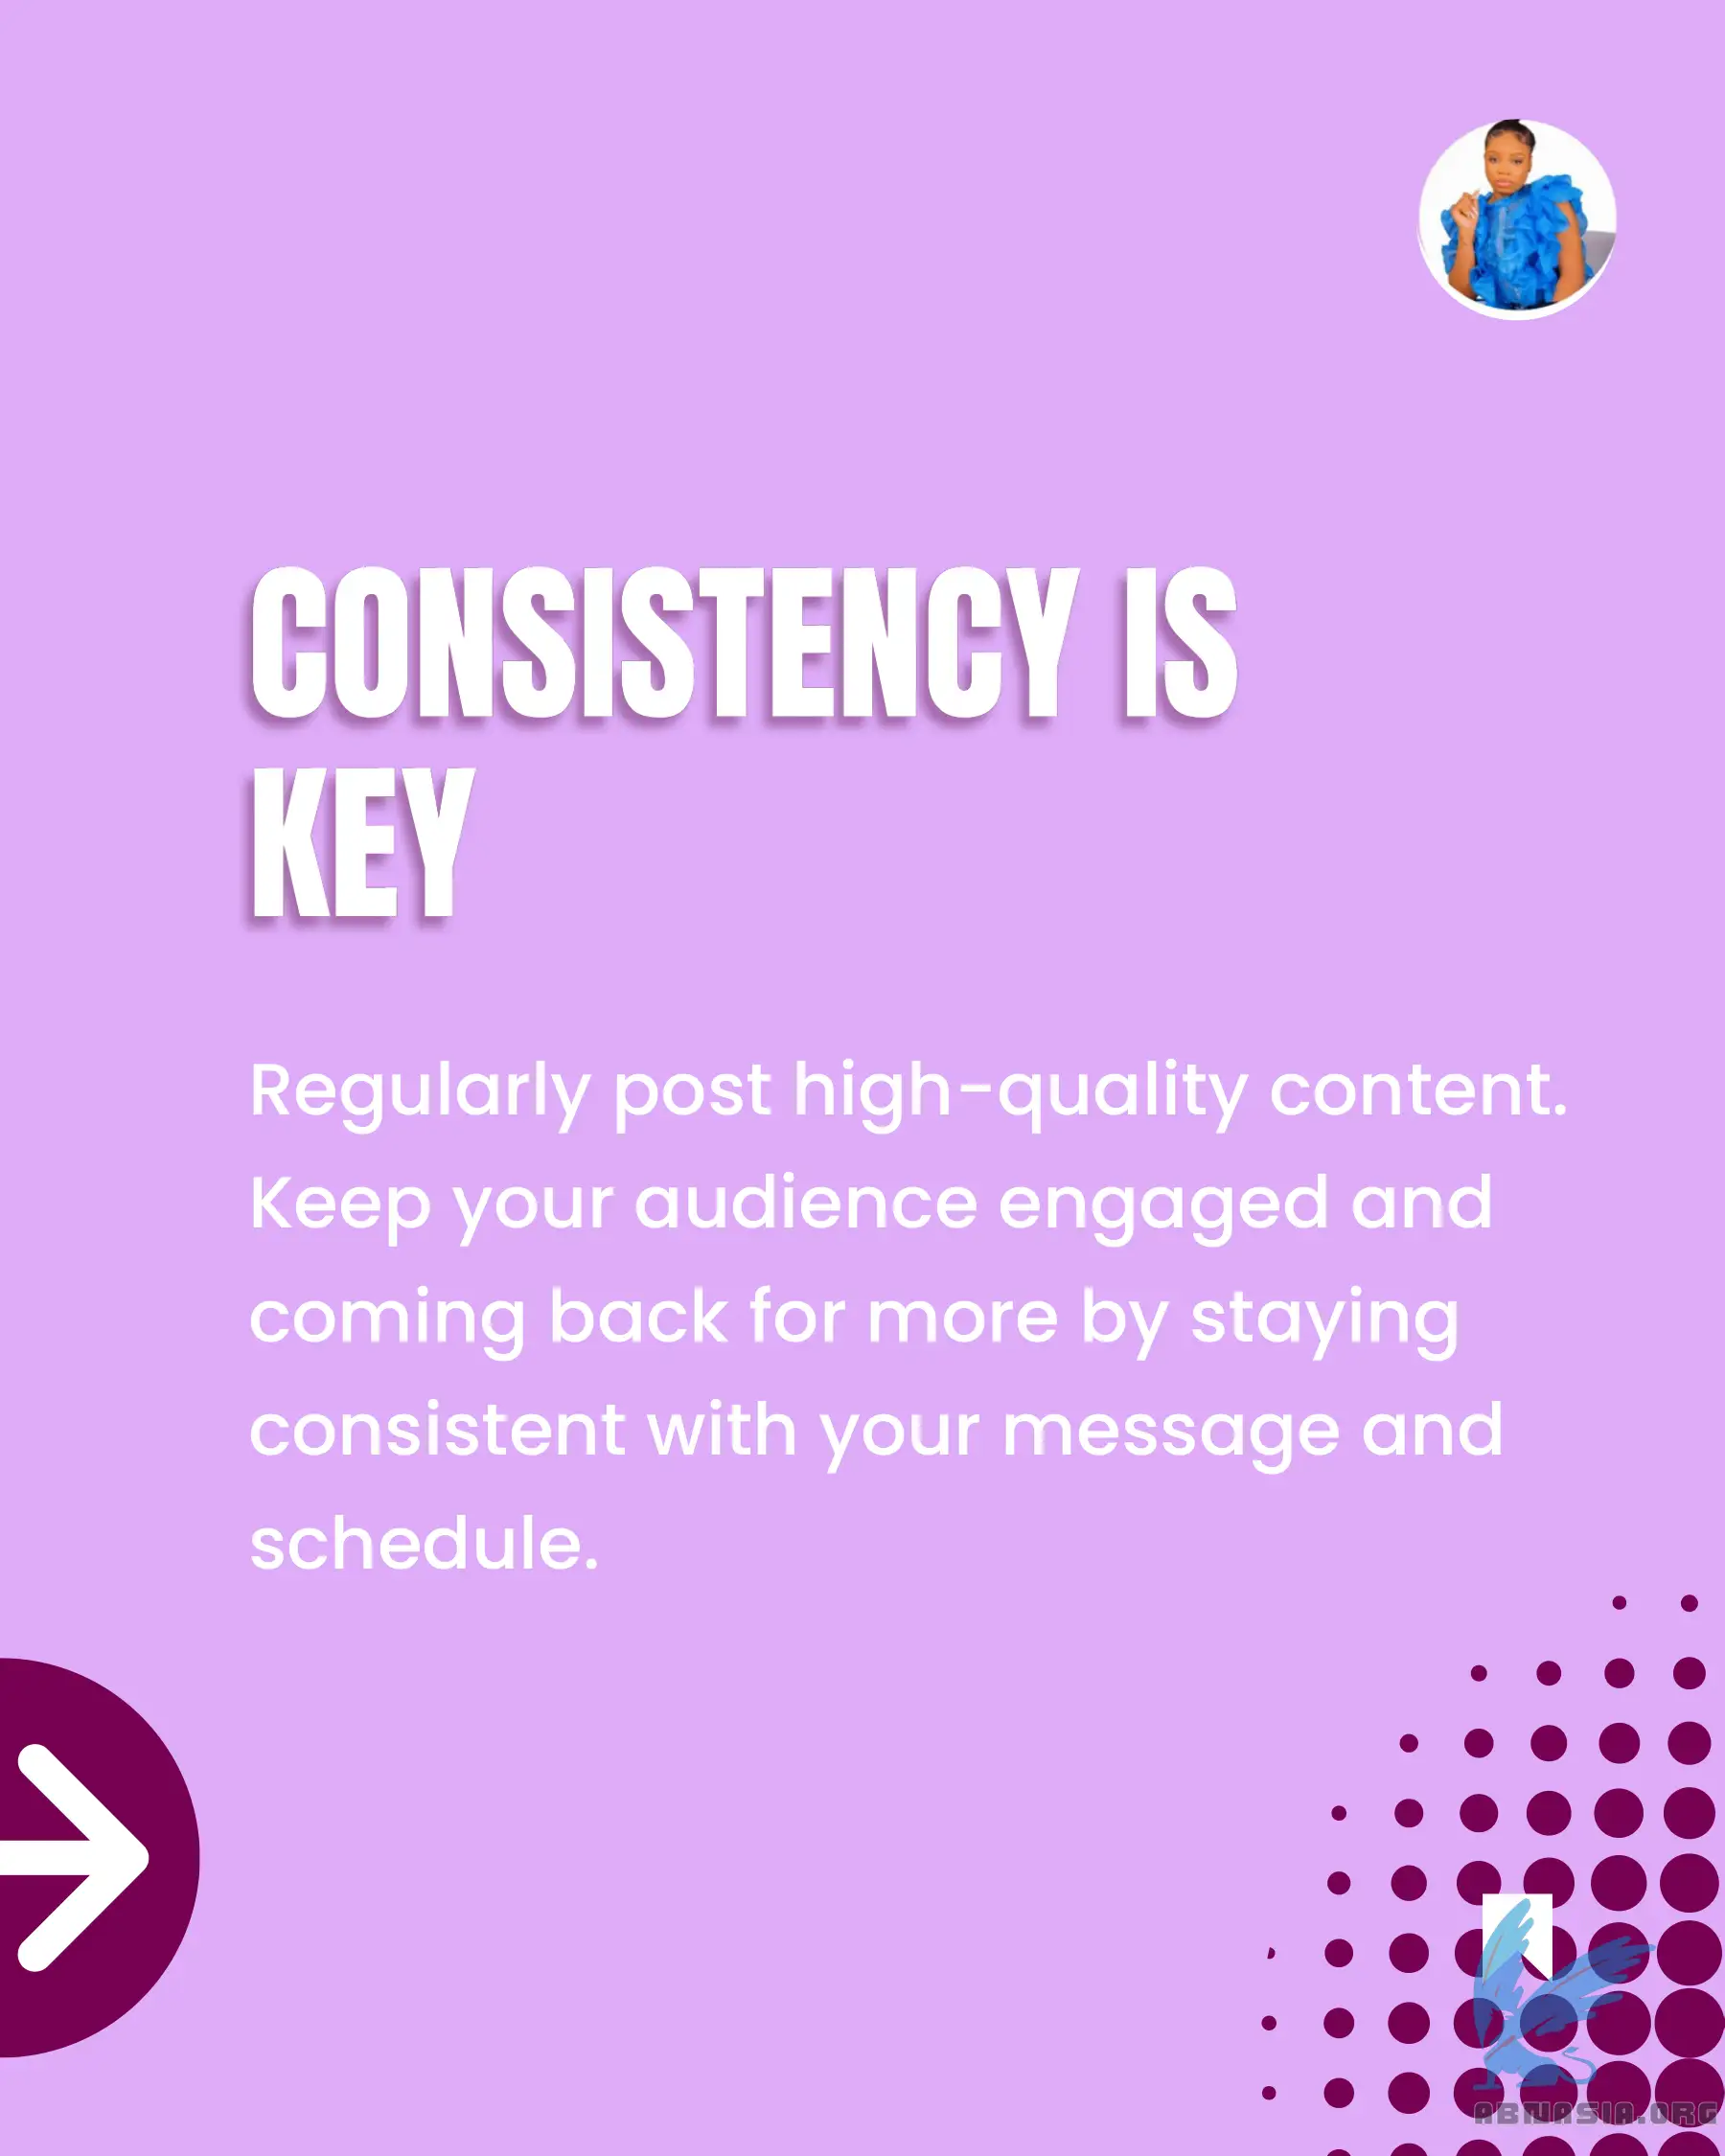 CONSISTENCY IS
KEY
Regularly post high-quality content.
Keep your audience engaged and
coming back for more by staying
consistent with your message and
schedule.
ABNASIA.ORG